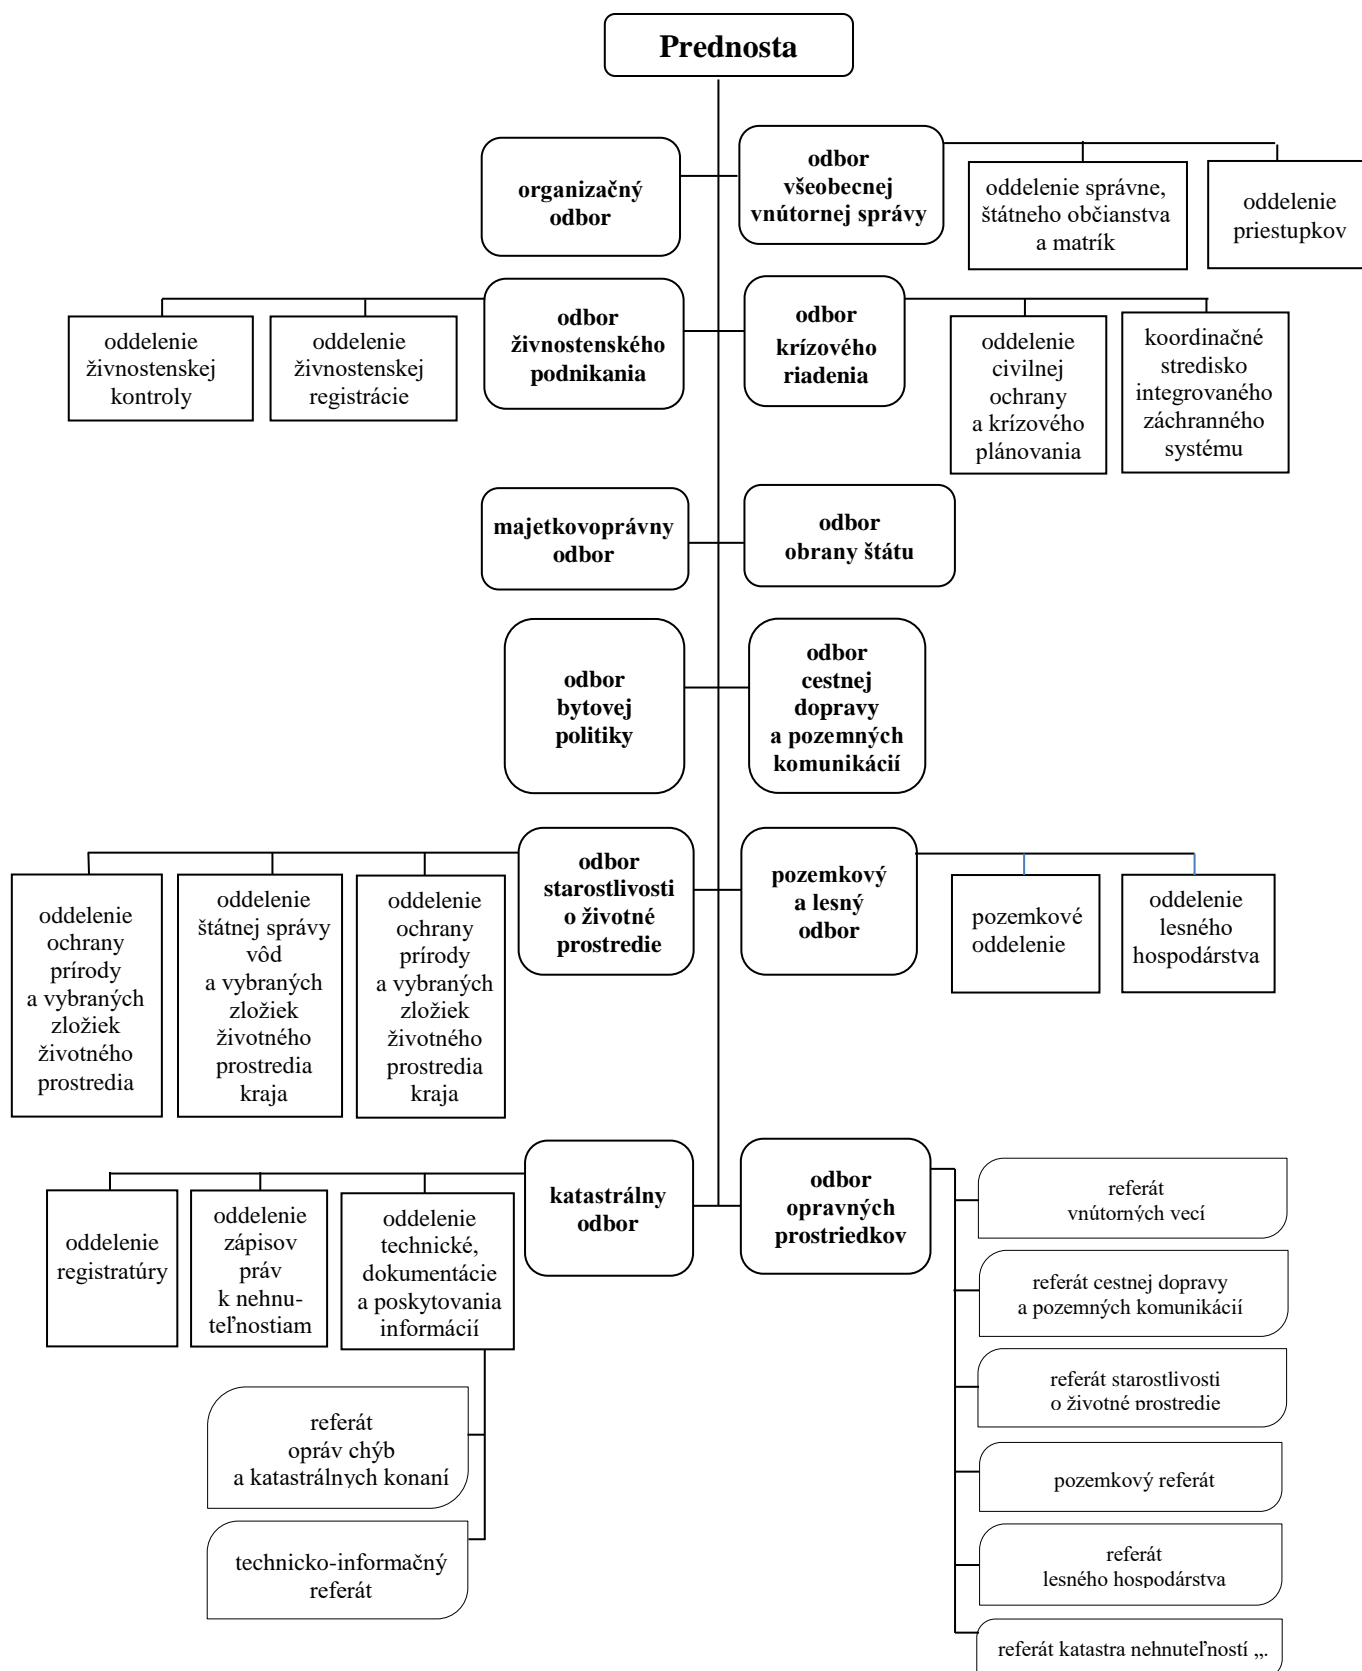 Prednosta
organizačný
odbor
odbor
všeobecnej
vnútornej správy
oddelenie správne,
štátneho občianstva
a matrík
oddelenie
priestupkov
oddelenie
živnostenskej
kontroly
oddelenie
živnostenskej
registrácie
odbor
živnostenského
podnikania
odbor
krízového
riadenia
oddelenie
civilnej
ochrany
a krízového
plánovania
koordinačné
stredisko
integrovaného
záchranného
systému
majetkovoprávny
odbor
odbor
obrany štátu
odbor
bytovej
politiky
odbor
cestnej
dopravy
a pozemných
komunikácií
oddelenie
ochrany
prírody
a vybraných
zložiek
životného
prostredia
oddelenie
štátnej správy
vôd
a vybraných
zložiek
životného
prostredia
kraja
oddelenie
ochrany
prírody
a vybraných
zložiek
životného
prostredia
kraja
odbor
starostlivosti
o životné
prostredie
pozemkový
a lesný
odbor
pozemkové
oddelenie
oddelenie
lesného
hospodárstva
oddelenie
registratúry
oddelenie
zápisov
práv
k nehnu-
teľnostiam
oddelenie
technické,
dokumentácie
a poskytovania
informácií
katastrálny
odbor
odbor
opravných
prostriedkov
referát
vnútorných vecí
referát cestnej dopravy
a pozemných komunikácií
referát starostlivosti
o životné prostredie
pozemkový referát
referát
lesného hospodárstva
referát katastra nehnuteľností „.
referát
opráv chýb
a katastrálnych konaní
technicko-informačný
referát